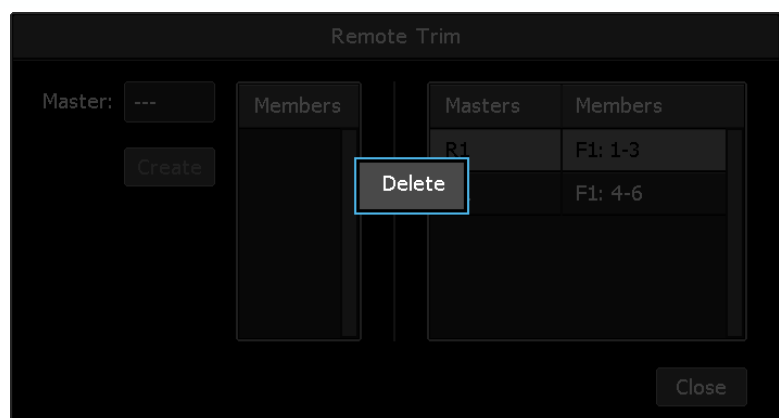 Remote Trim
Master: ---
Create
Members
Masters Members
R1 F1: 1-3
F1: 4-6
Delete
Close